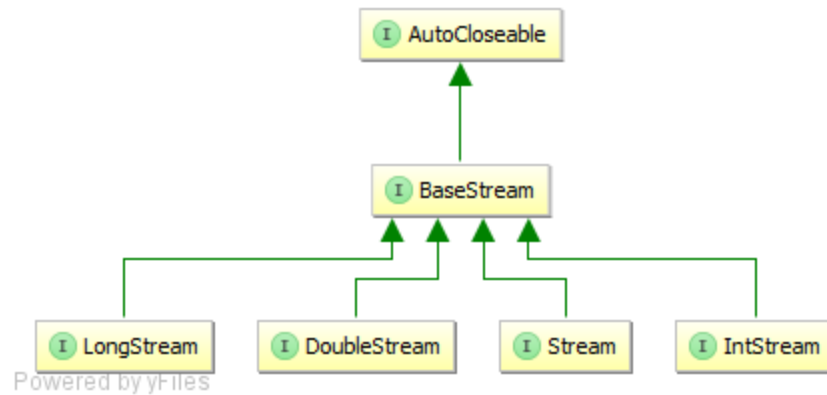 I AutoCloseable
I BaseStream
I LongStream
I DoubleStream
I Stream
I IntStream
Powered by yFiles